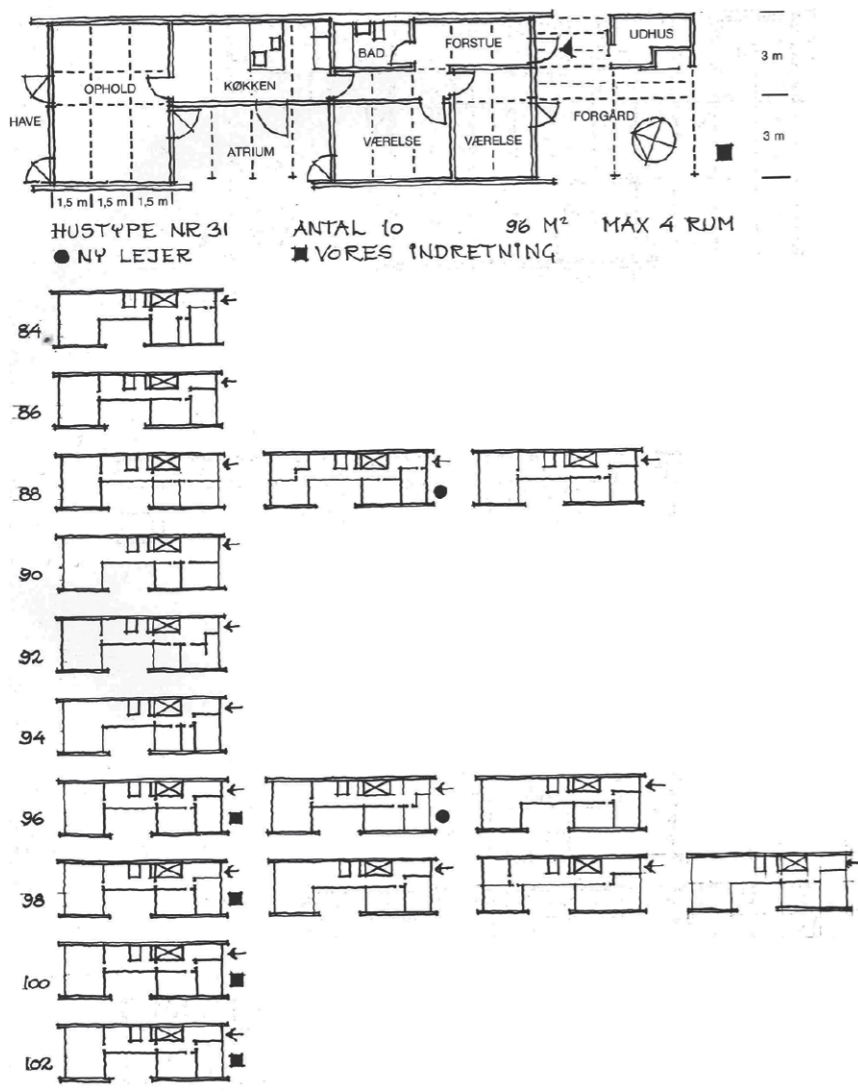 BAD
FORSTUE
UDHUS
3 m
OPHOLD
KØKKEN
HAVE
FORGÅRD
ATRIUM
VÆRELSE
VÆRELSE
3 m
1,5 m 1,5 m 1,5 m
HUSTYPE NR 31 ANTAL 10 96 M² MAX 4 RUM
NY LEJER VORES INDRETNING
84
86
88
90
92
94
96
98
100
102